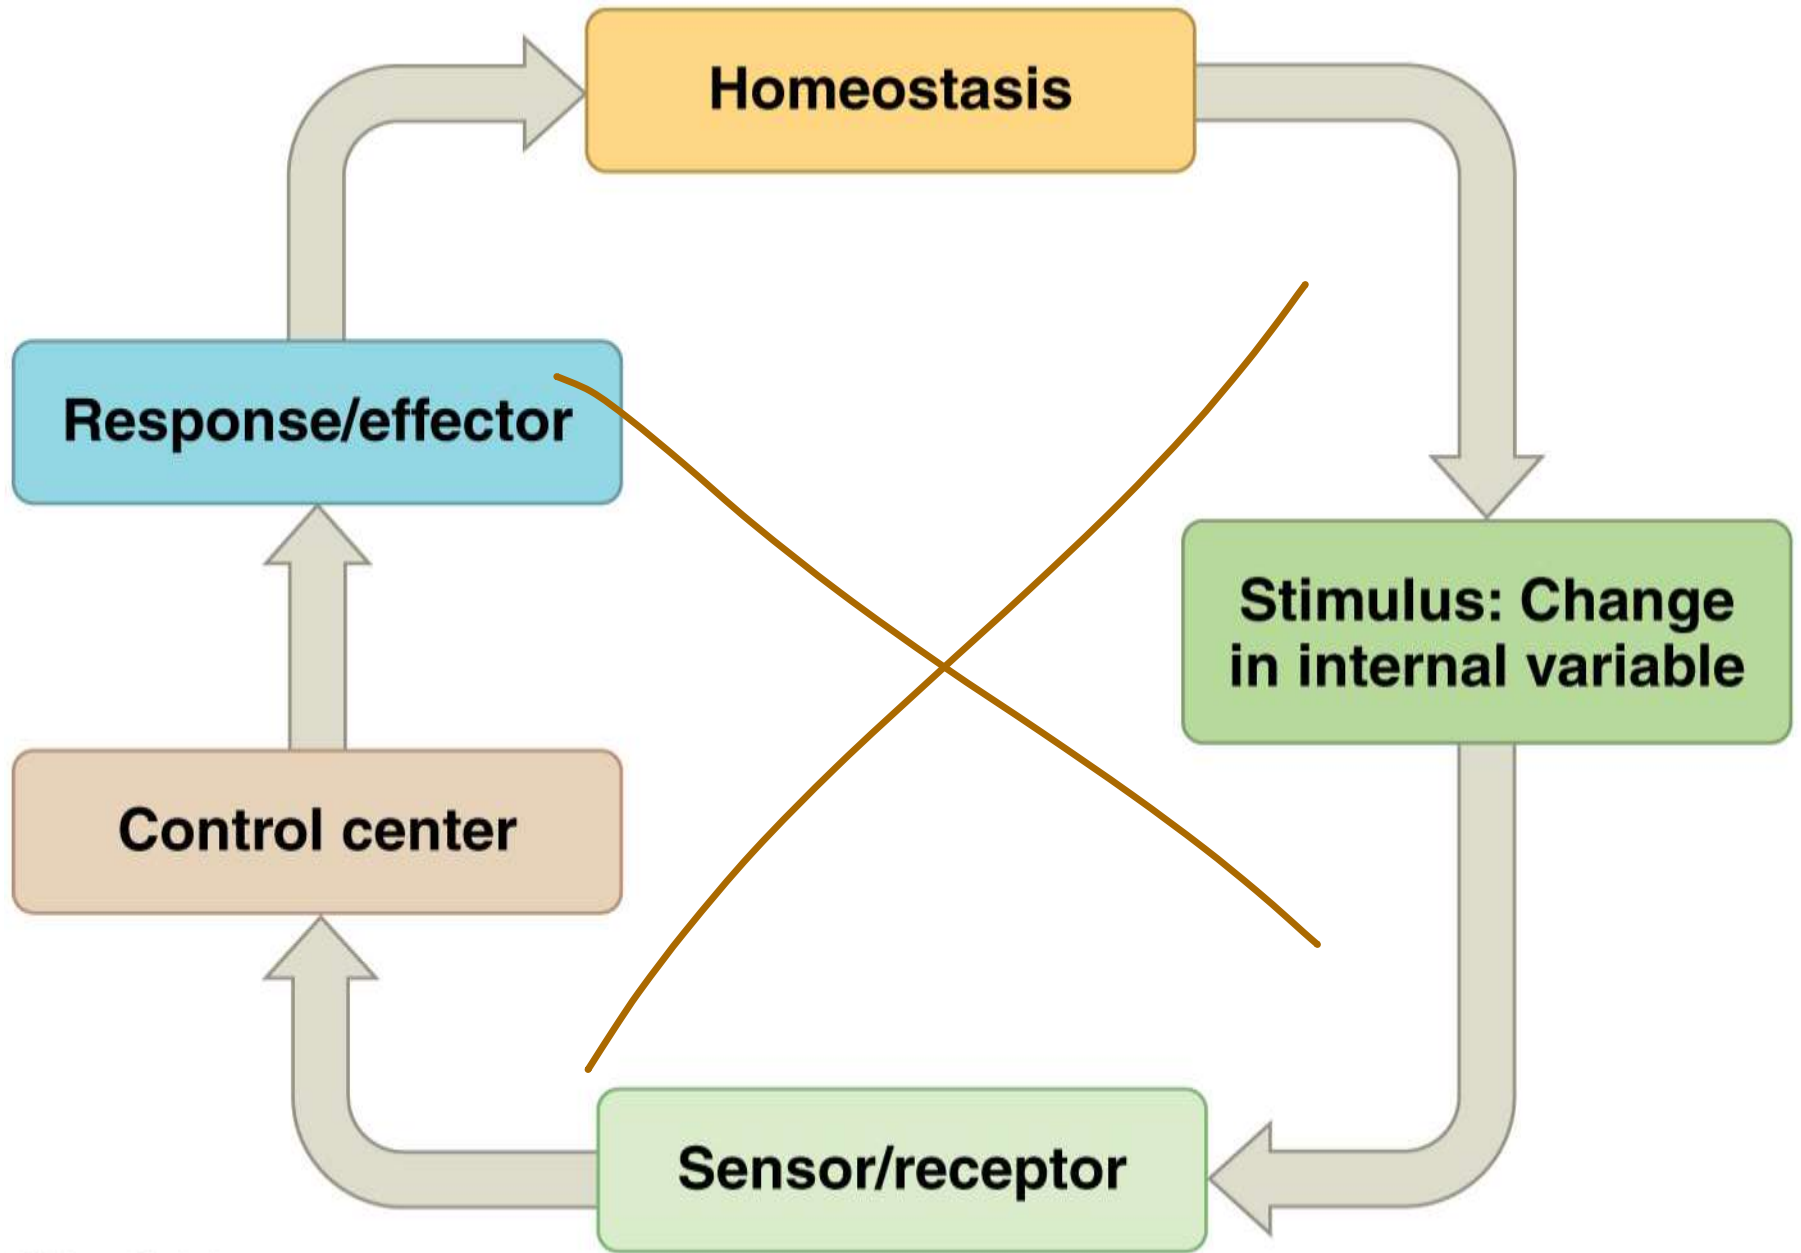 Homeostasis
Stimulus: Change
in internal variable
Sensor/receptor
Control center
Response/effector